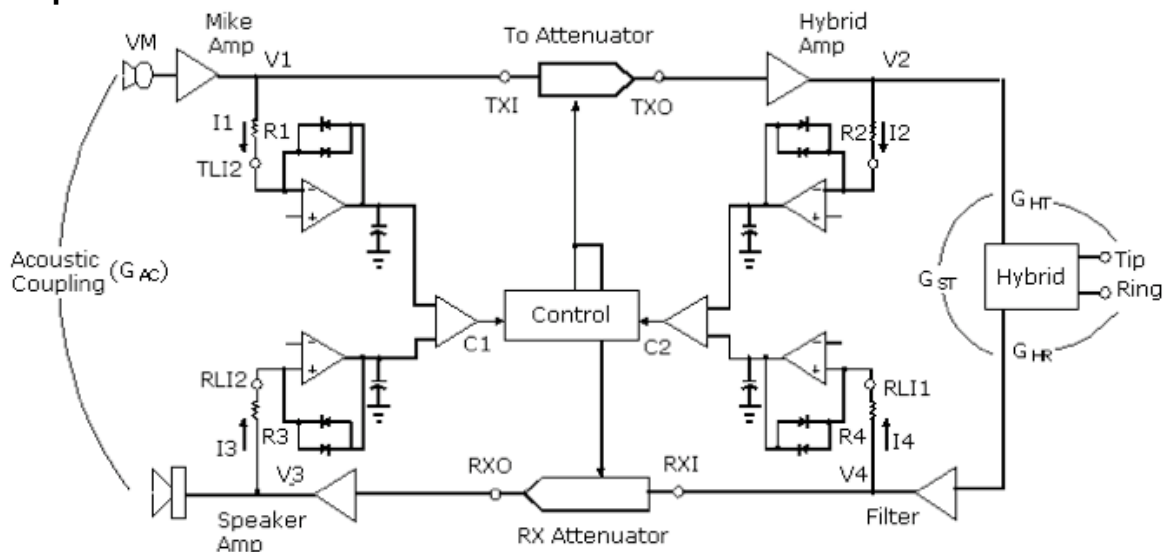 Mike
Amp
VM
V1
To Attenuator
Hybrid
Amp
V2
TXI
TXO
I1
R1
TLI2
R2
I2
G HT
Acoustic
Coupling (G AC)
G ST
Hybrid
Tip
Ring
Control
C1
C2
G HR
RLI2
R3
I3
RLI1
R4
I4
V3
RXO
RXI
V4
Speaker
Amp
RX Attenuator
Filter